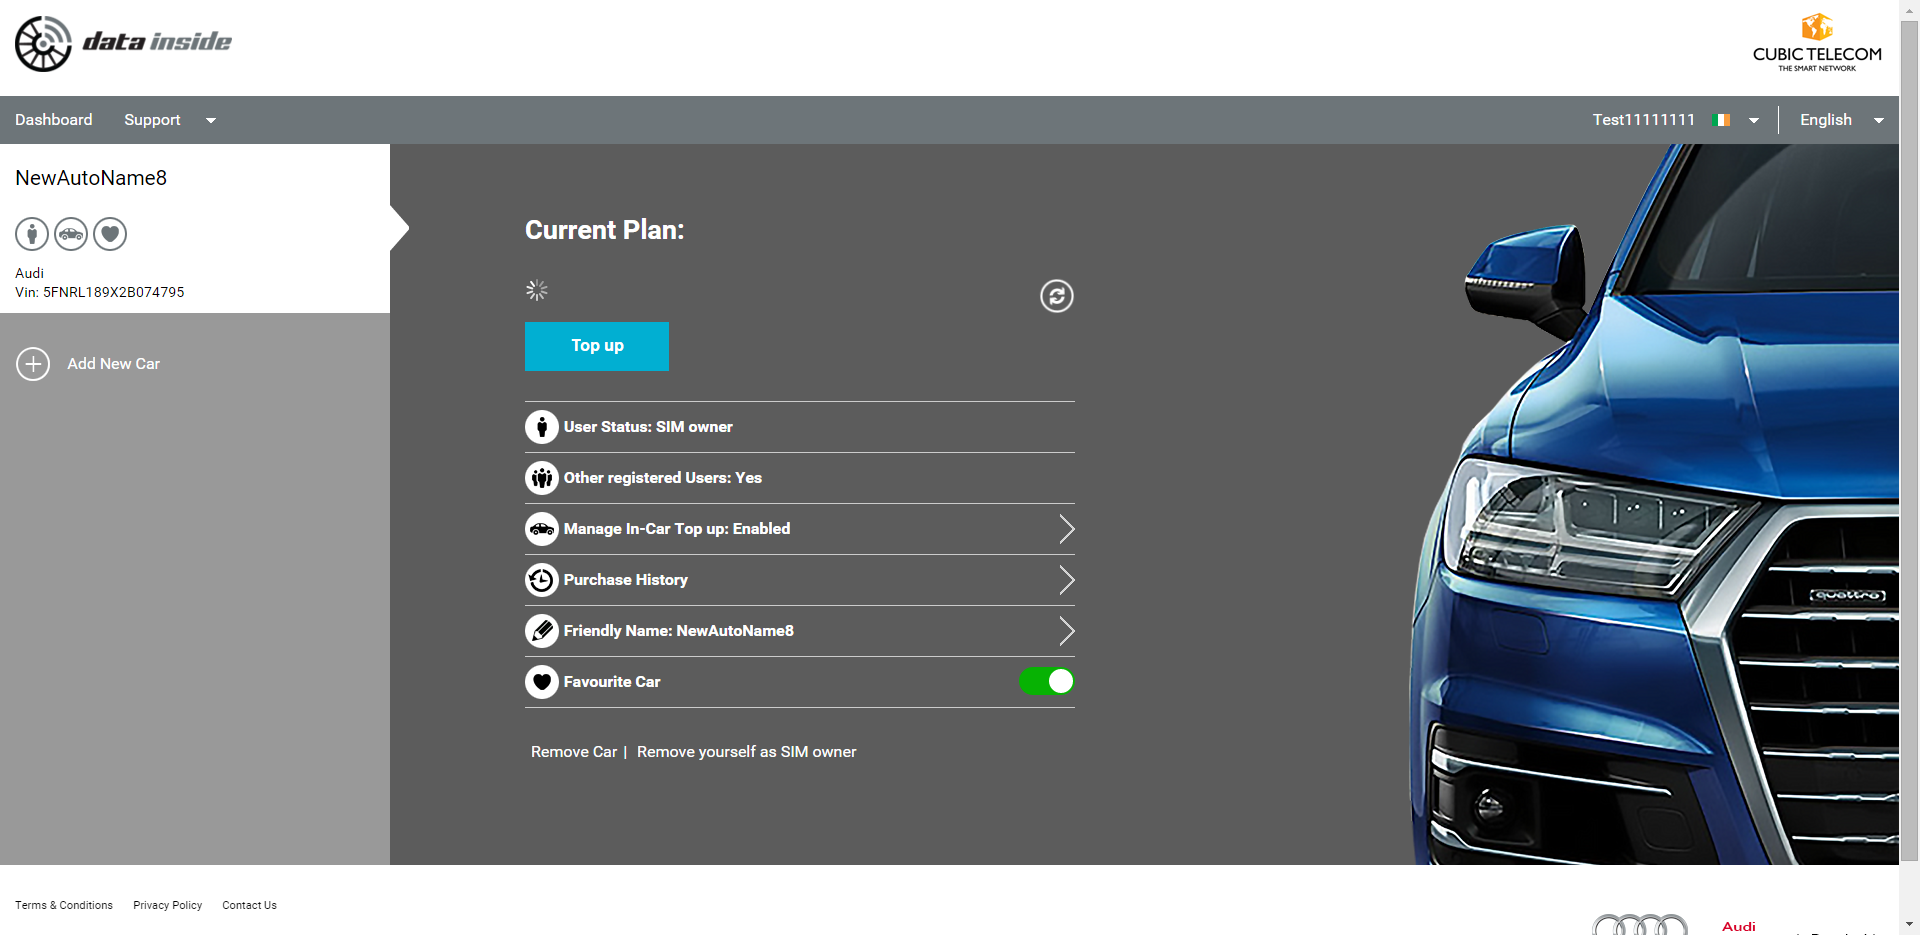 data inside
CUBIC TELECOM
THE SMART NETWORK
Dashboard
Support
Test11111111
English
NewAutoName8
Audi
Vin: 5FNRL189X2B074795
Add New Car
Current Plan:
Top up
User Status: SIM owner
Other registered Users: Yes
Manage In-Car Top up: Enabled
Purchase History
Friendly Name: NewAutoName8
Favourite Car
Remove Car | Remove yourself as SIM owner
quattro
Terms & Conditions
Privacy Policy
Contact Us
Audi